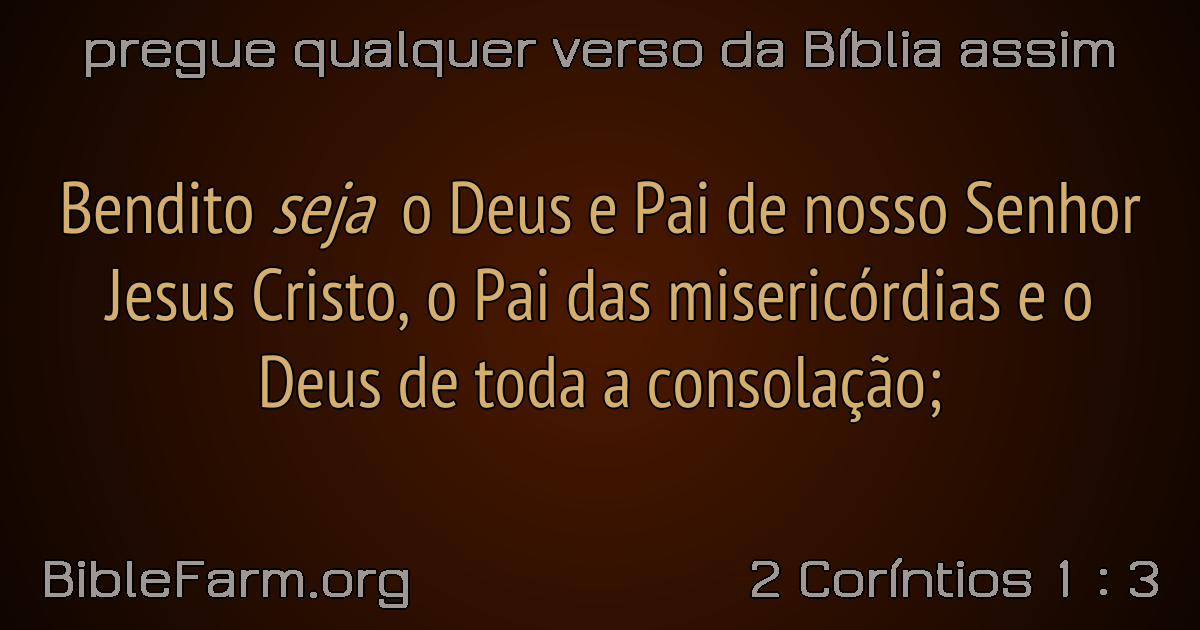 pregue qualquer verso da Bíblia assim
Bendito seja o Deus e Pai de nosso Senhor
Jesus Cristo, o Pai das misericórdias e o
Deus de toda a consolação;
BibleFarm.org
2 Coríntios 1 : 3